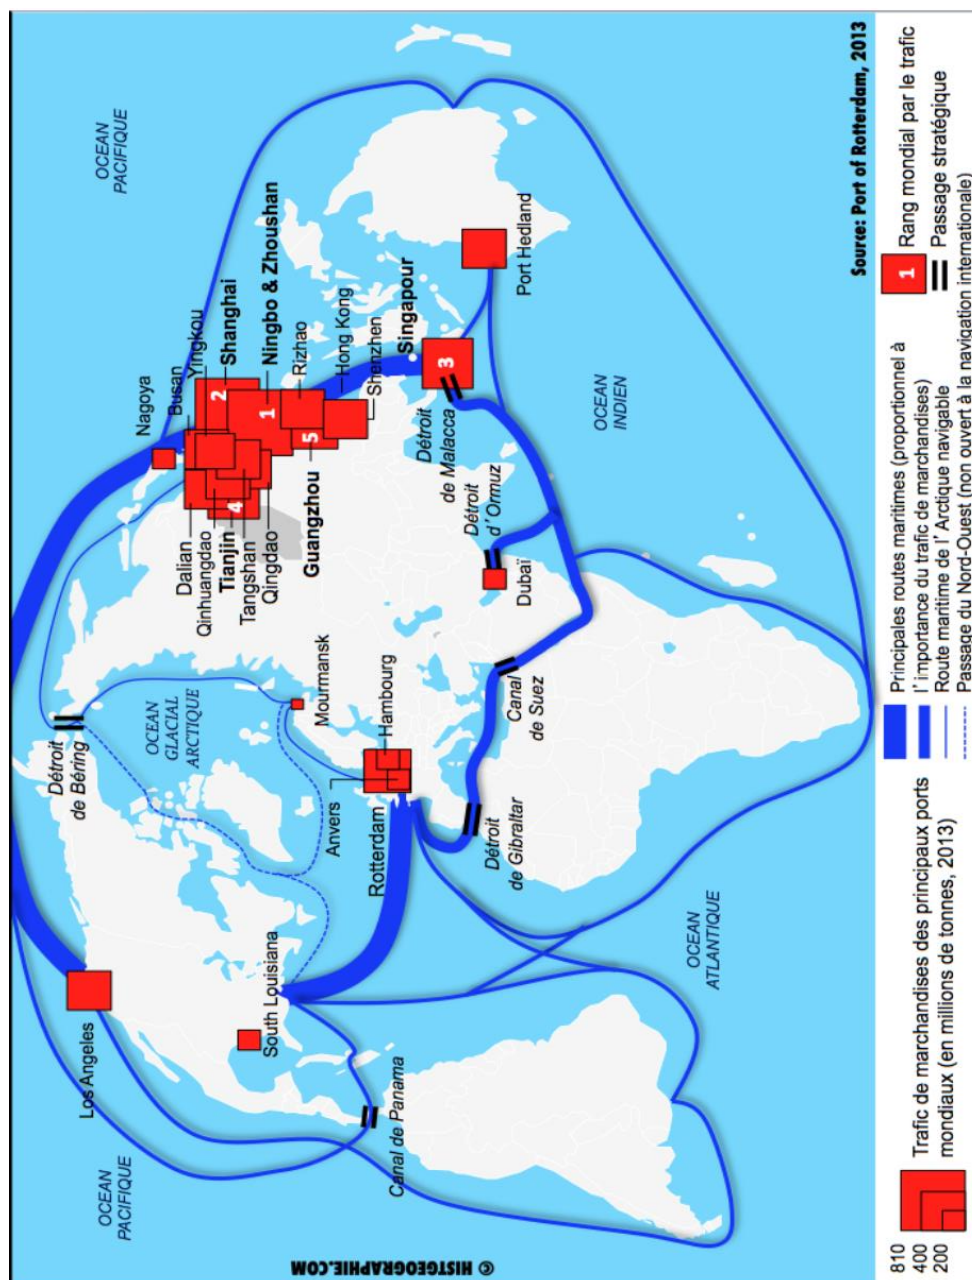 OCEAN
PACIFIQUE
OCEAN
PACIFIQUE
Détroit
de Béring
Los Angeles
OCEAN
GLACIAL
ARCTIQUE
Nagoya
Busan
Yingkou
Shanghai
2
Ningbo & Zhoushan
1
Rizhao
Hong Kong
Shenzhen
5
4
Dalian
Qinhuangdao
Tianjin
Tangshan
Qingdao
Guangzhou
Singapour
3
Détroit
de Malacca
Port Hedland
Mourmansk
Hambourg
Anvers
Rotterdam
South Louisiana
Canal de Panama
Détroit
de Gibraltar
Canal
de Suez
Détroit
d'Ormuz
Dubaï
OCEAN
ATLANTIQUE
OCEAN
INDIEN
© HISTGEOGRAPHIE.COM
Source: Port of Rotterdam, 2013
810
400
200
Trafic de marchandises des principaux ports
mondiaux (en millions de tonnes, 2013)
Principales routes maritimes (proportionnel à
l'importance du trafic de marchandises)
Route maritime de l'Arctique navigable
Passage du Nord-Ouest (non ouvert à la navigation internationale)
1
Rang mondial par le trafic
Passage stratégique